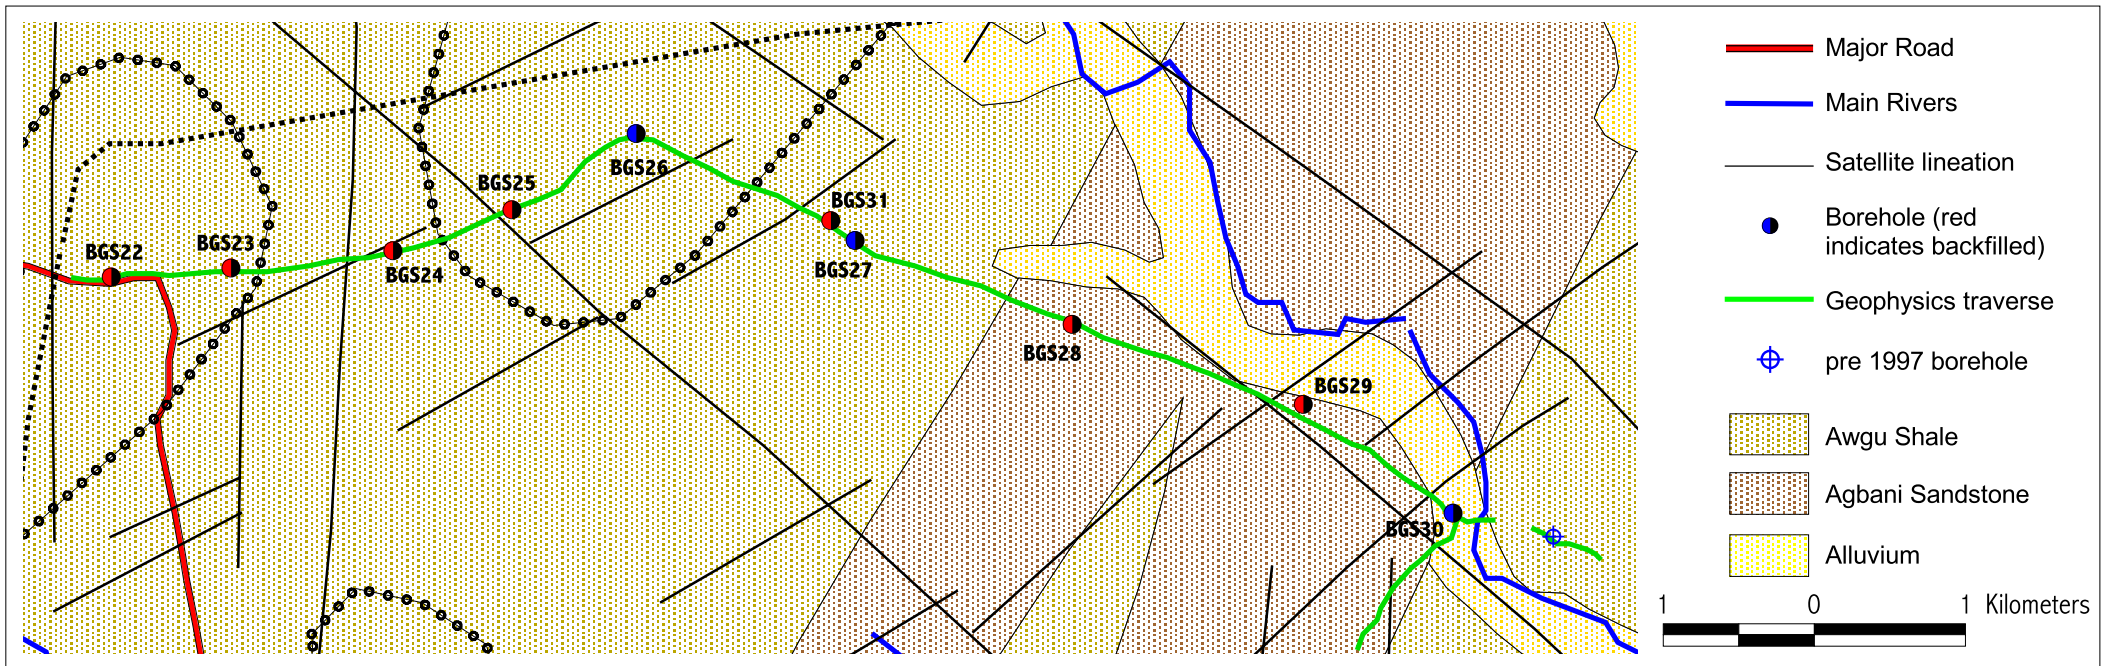 BGS22
BGS23
BGS24
BGS25
BGS26
BGS31
BGS27
BGS28
BGS29
BGS30
Major Road
Main Rivers
Satellite lineation
Borehole (red
indicates backfilled)
Geophysics traverse
pre 1997 borehole
Awgu Shale
Agbani Sandstone
Alluvium
1 0 1 Kilometers